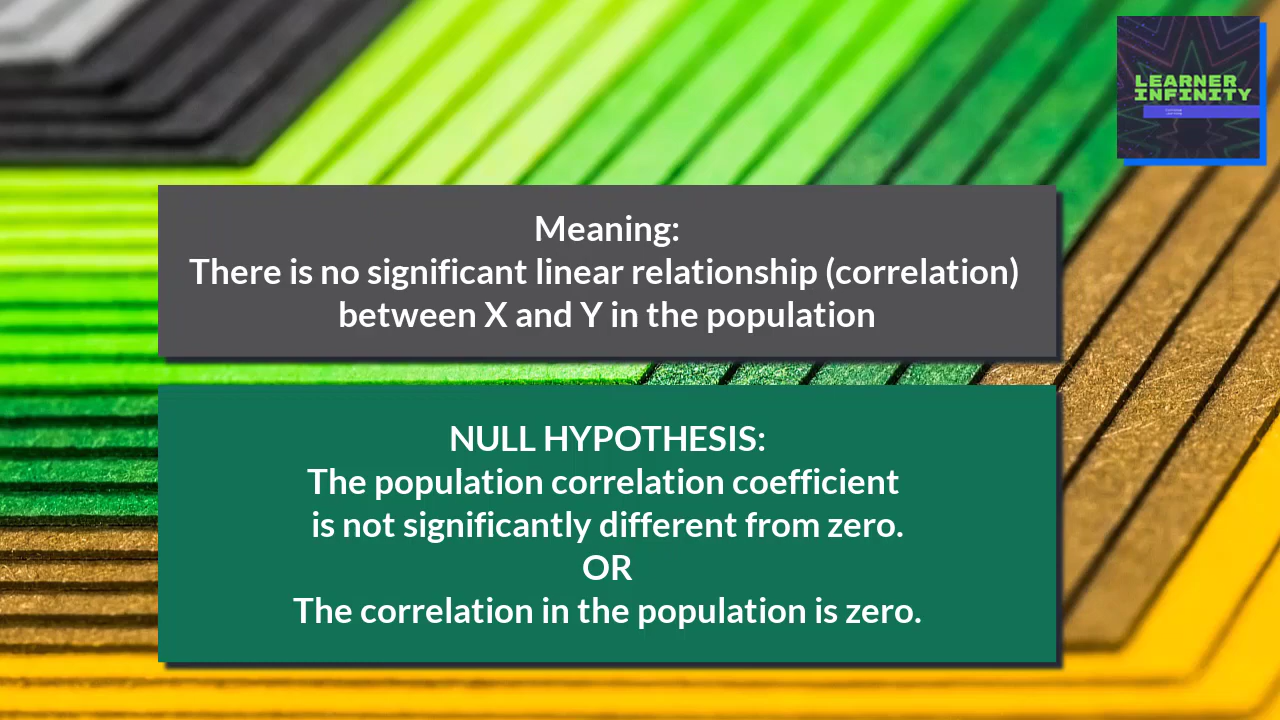 LEARNER
INFINITY
Meaning:
There is no significant linear relationship (correlation)
between X and Y in the population
NULL HYPOTHESIS:
The population correlation coefficient
is not significantly different from zero.
OR
The correlation in the population is zero.